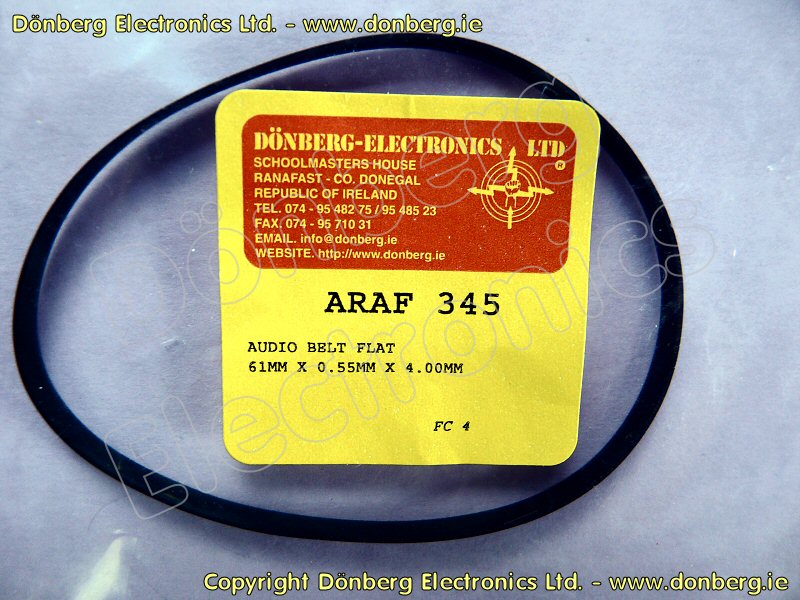 Dönberg Electronics Ltd. - www.donberg.ie
DÖNBERG-ELECTRONICS LTD ®
SCHOOLMASTERS HOUSE
RANAFAST - CO. DONEGAL
REPUBLIC OF IRELAND
TEL. 074 - 95 482 75 / 95 485 23
FAX. 074 - 95 710 31
EMAIL. info@donberg.ie
WEBSITE. http://www.donberg.ie
ARAF 345
AUDIO BELT FLAT
61MM X 0.55MM X 4.00MM
FC 4
Dönberg
Electronics
Copyright Dönberg Electronics Ltd. - www.donberg.ie